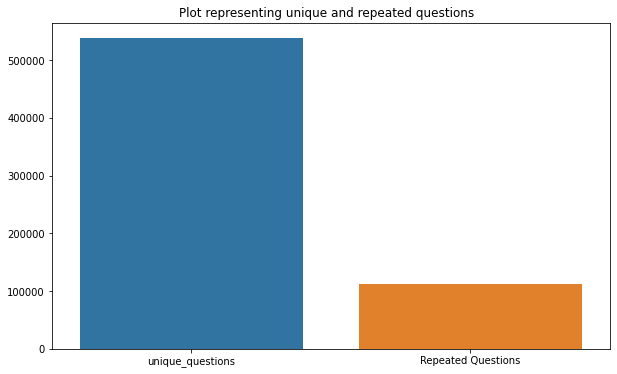 Plot representing unique and repeated questions
500000
400000
300000
200000
100000
0
unique_questions
Repeated Questions